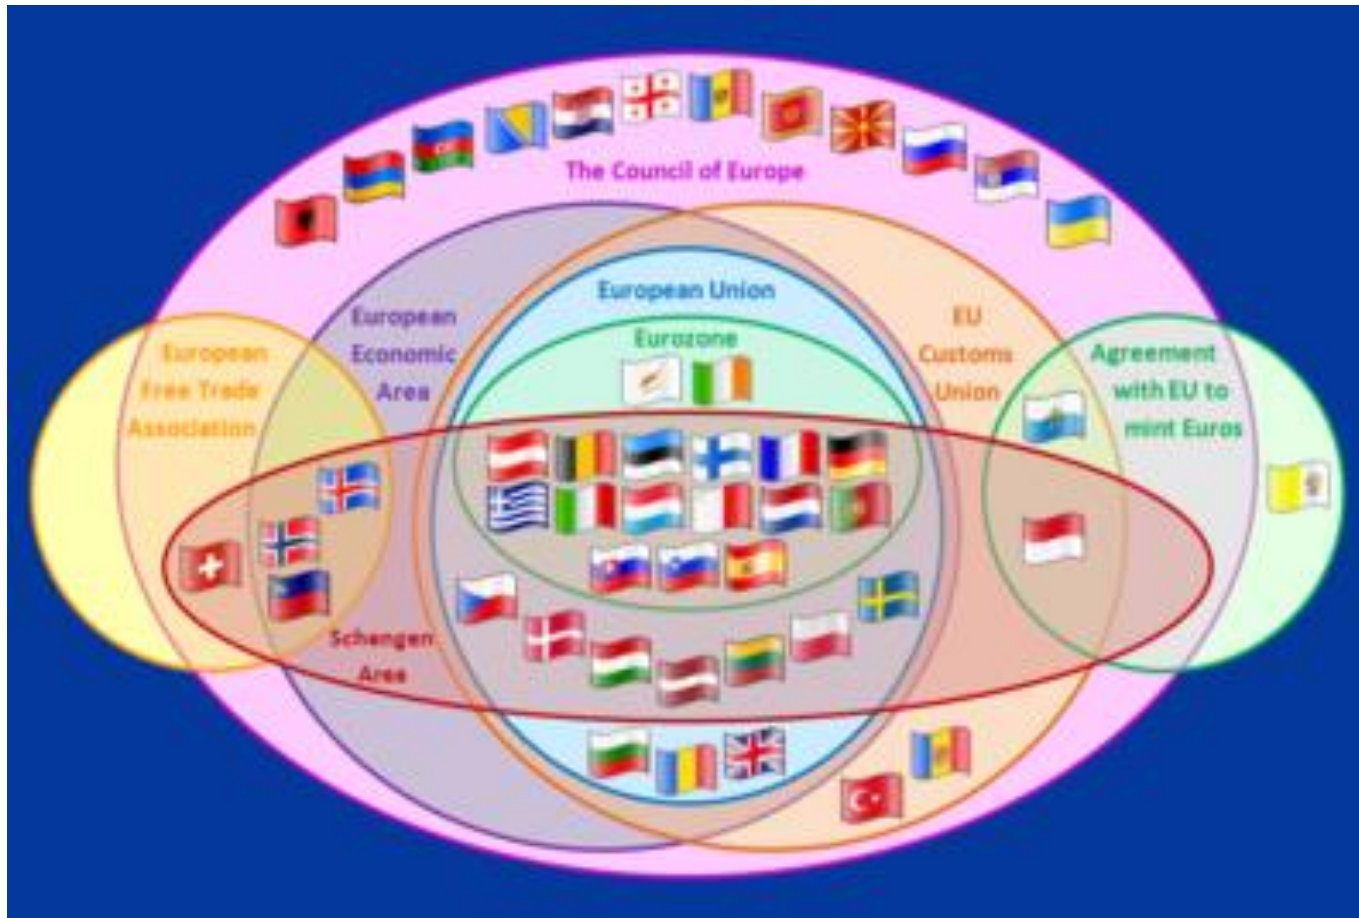 The Council of Europe
European Union
Eurozone
European
Economic
Area
EU
Customs
Union
European
Free Trade
Association
Agreement
with EU to
mint Euros
Schengen
Area